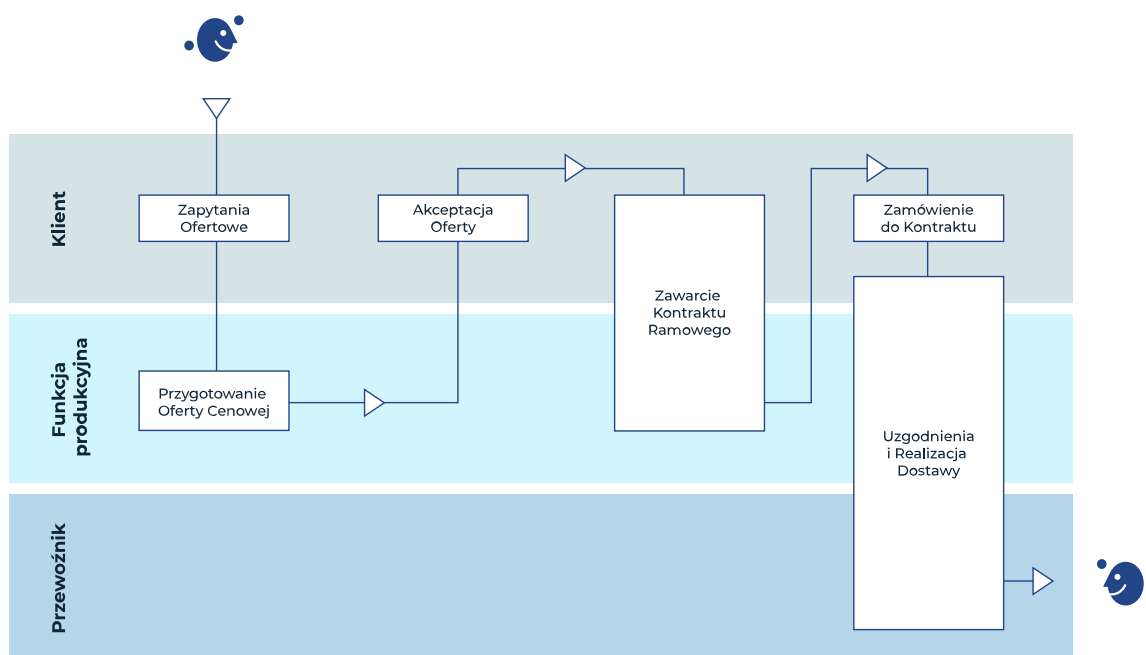 Klient
Zapytania
Ofertowe
Akceptacja
Oferty
Zawarcie
Kontraktu
Ramowego
Zamówienie
do Kontraktu
Funkcja
produkcyjna
Przygotowanie
Oferty Cenowej
Uzgodnienia
i Realizacja
Dostawy
Przewoźnik